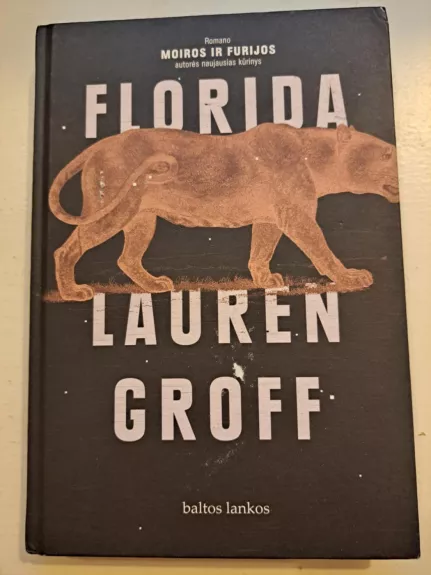 Romano
MOIROS IR FURIJOS
autorės naujausias kūrinys
FLORIDA
LAUREN
GROFF
baltos lankos